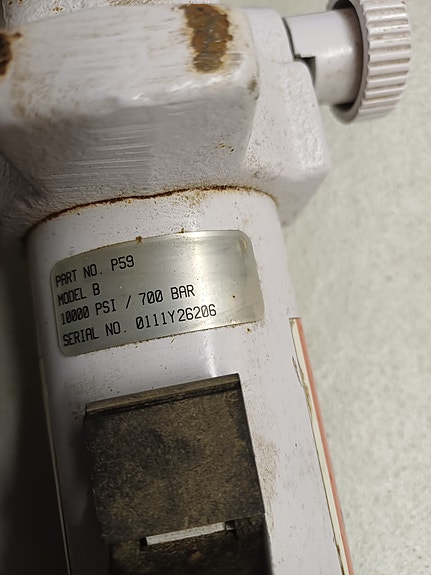 PART NO. P59
MODEL B
10000 PSI / 700 BAR
SERIAL NO. 0111Y26206